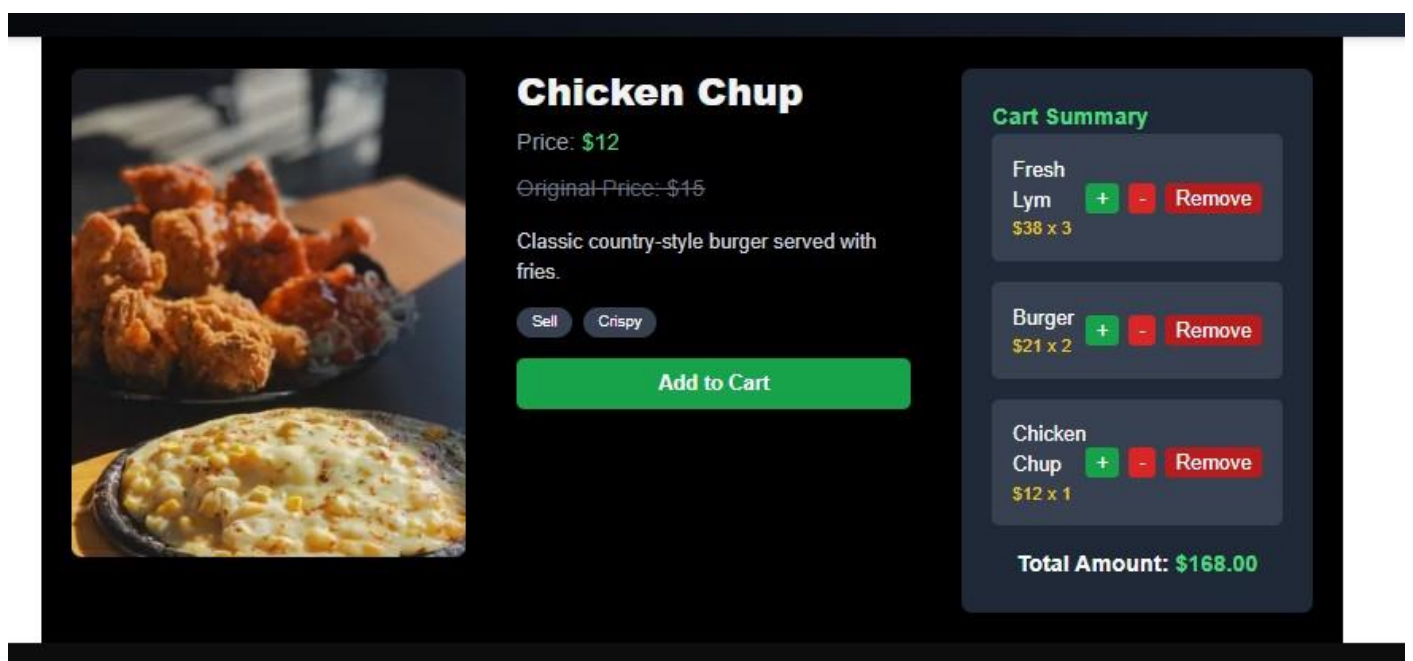 Chicken Chup
Price: $12
Original Price: $15
Classic country-style burger served with
fries.
Sell Crispy
Add to Cart
Cart Summary
Fresh
Lym + - Remove
$38 x 3
Burger + - Remove
$21 x 2
Chicken
Chup + - Remove
$12 x 1
Total Amount: $168.00